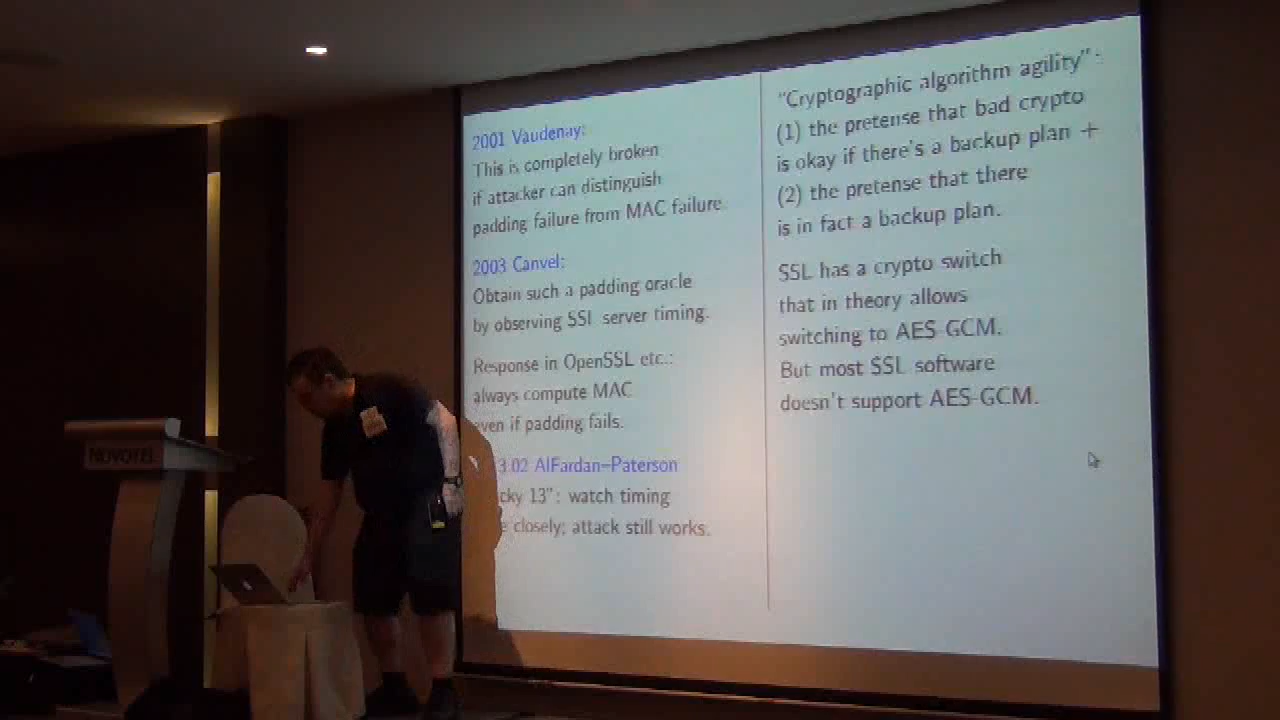 2001 Vaudenay:
This is completely broken
if attacker can distinguish
padding failure from MAC failure.
2003 Canvel:
Obtain such a padding oracle
by observing SSL server timing.
Response in OpenSSL etc.:
always compute MAC
even if padding fails.
3.02 AlFardan–Paterson
cky 13”: watch timing
closely; attack still works.
“Cryptographic algorithm agility”:
(1) the pretense that bad crypto
is okay if there's a backup plan +
(2) the pretense that there
is in fact a backup plan.
SSL has a crypto switch
that in theory allows
switching to AES-GCM.
But most SSL software
doesn't support AES-GCM.
NOVOTEL